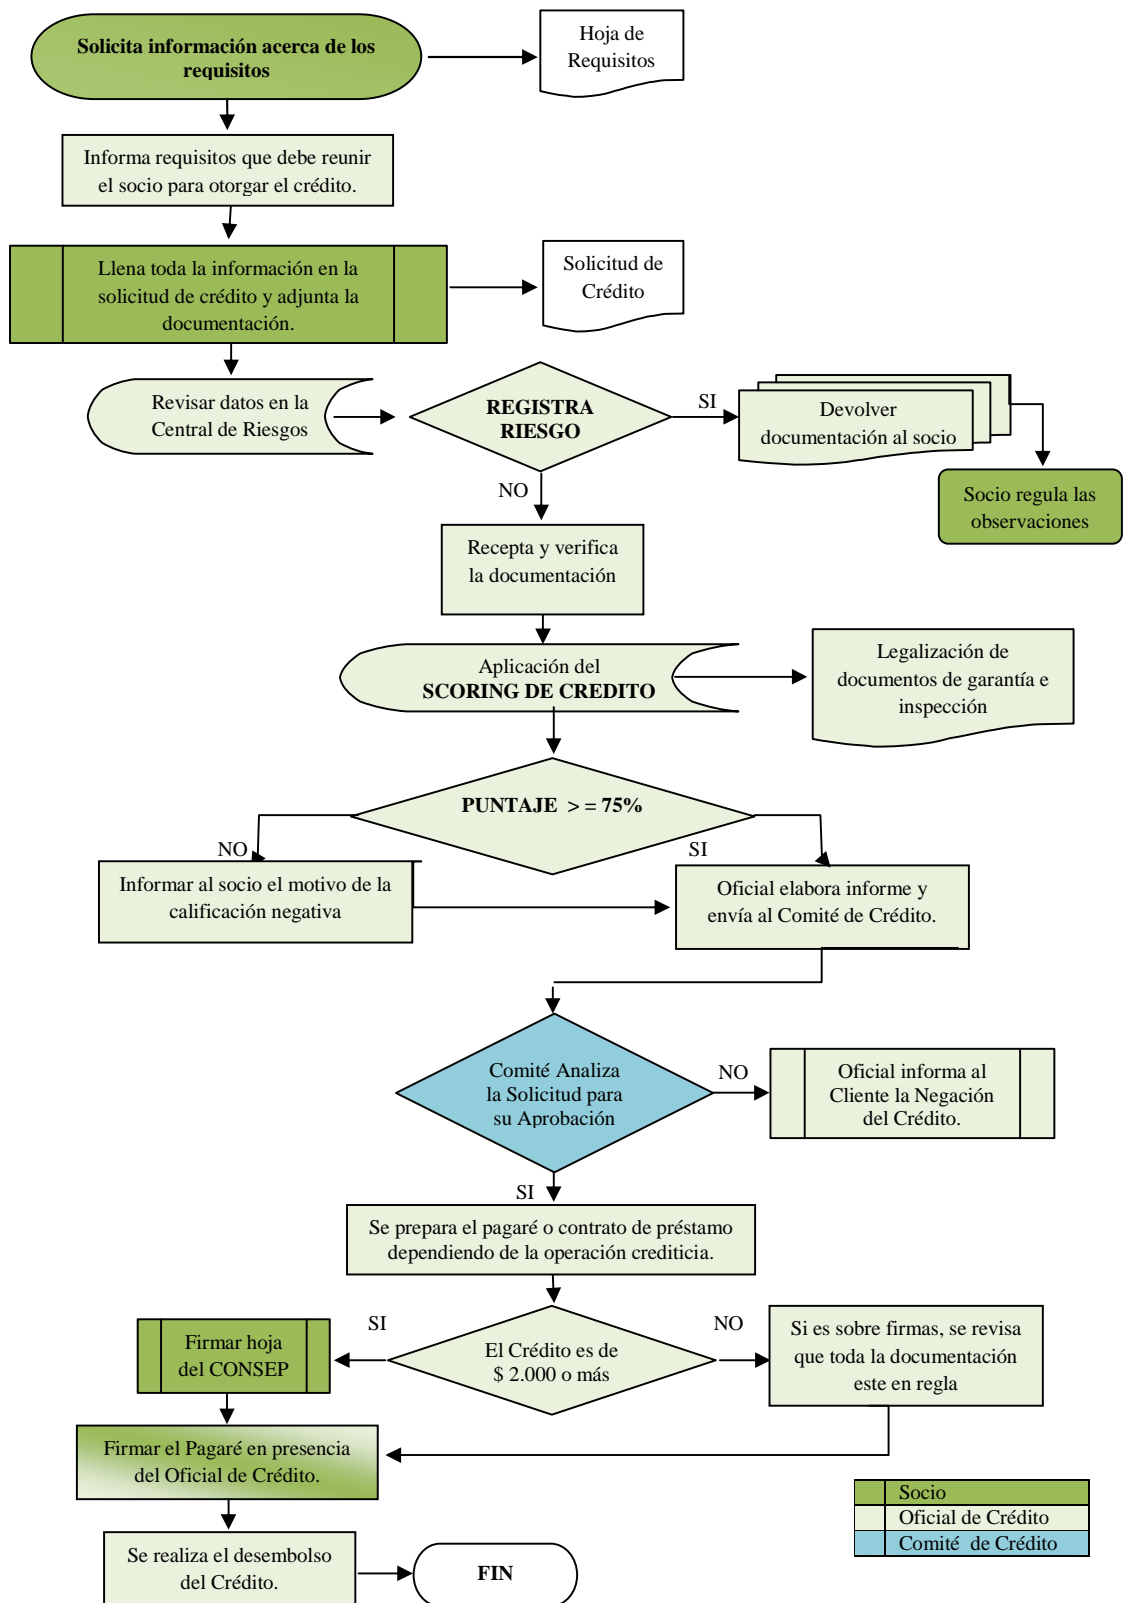 Solicita información acerca de los
requisitos
Hoja de
Requisitos
Informa requisitos que debe reunir
el socio para otorgar el crédito.
Llena toda la información en la
solicitud de crédito y adjunta la
documentación.
Solicitud de
Crédito
Revisar datos en la
Central de Riesgos
REGISTRA
RIESGO
SI
Devolver
documentación al socio
Socio regula las
observaciones
NO
Recepta y verifica
la documentación
Aplicación del
SCORING DE CREDITO
Legalización de
documentos de garantía e
inspección
PUNTAJE > = 75%
NO
SI
Informar al socio el motivo de la
calificación negativa
Oficial elabora informe y
envía al Comité de Crédito.
Comité Analiza
la Solicitud para
su Aprobación
NO
Oficial informa al
Cliente la Negación
del Crédito.
SI
Se prepara el pagaré o contrato de préstamo
dependiendo de la operación crediticia.
SI
El Crédito es de
$ 2.000 o más
NO
Firmar hoja
del CONSEP
Si es sobre firmas, se revisa
que toda la documentación
este en regla
Firmar el Pagaré en presencia
del Oficial de Crédito.
Se realiza el desembolso
del Crédito.
FIN
Socio
Oficial de Crédito
Comité de Crédito